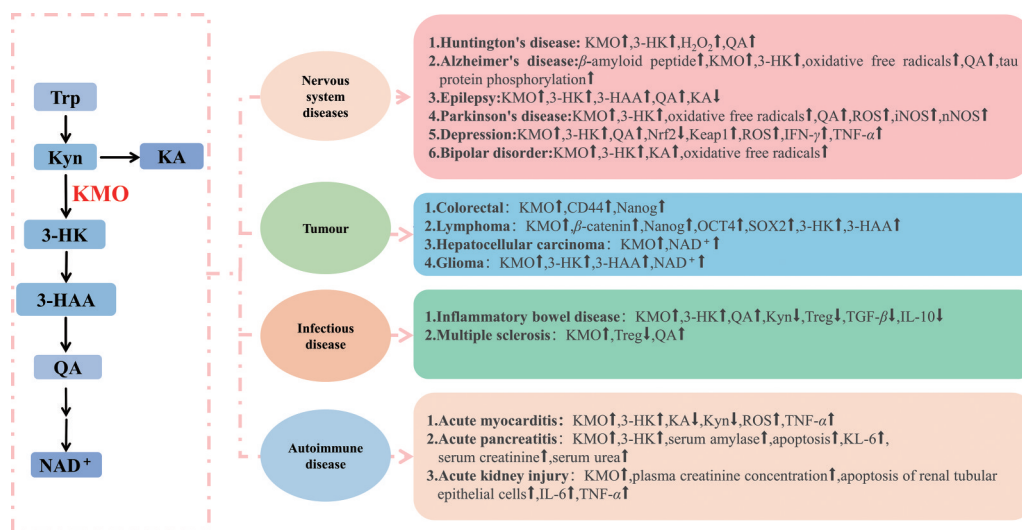 Trp
Kyn
KA
KMO
3-HK
3-HAA
QA
NAD⁺
Nervous
system
diseases
1.Huntington's disease: KMO↑,3-HK↑,H₂O₂↑,QA↑
2.Alzheimer's disease:β-amyloid peptide↑,KMO↑,3-HK↑,oxidative free radicals↑,QA↑,tau
protein phosphorylation↑
3.Epilepsy:KMO↑,3-HK↑,3-HAA↑,QA↑,KA↓
4.Parkinson's disease:KMO↑,3-HK↑,oxidative free radicals↑,QA↑,ROS↑,iNOS↑,nNOS↑
5.Depression:KMO↑,3-HK↑,QA↑,Nrf2↓,Keap1↑,ROS↑,IFN-γ↑,TNF-α↑
6.Bipolar disorder:KMO↑,3-HK↑,KA↑,oxidative free radicals↑
Tumour
1.Colorectal: KMO↑,CD44↑,Nanog↑
2.Lymphoma: KMO↑,β-catenin↑,Nanog↑,OCT4↑,SOX2↑,3-HK↑,3-HAA↑
3.Hepatocellular carcinoma: KMO↑,NAD⁺↑
4.Glioma: KMO↑,3-HK↑,3-HAA↑,NAD⁺↑
Infectious
disease
1.Inflammatory bowel disease: KMO↑,3-HK↑,QA↑,Kyn↓,Treg↓,TGF-β↓,IL-10↓
2.Multiple sclerosis: KMO↑,Treg↓,QA↑
Autoimmune
disease
1.Acute myocarditis: KMO↑,3-HK↑,KA↓,Kyn↓,ROS↑,TNF-α↑
2.Acute pancreatitis: KMO↑,3-HK↑,serum amylase↑,apoptosis↑,KL-6↑,
serum creatinine↑,serum urea↑
3.Acute kidney injury: KMO↑,plasma creatinine concentration↑,apoptosis of renal tubular
epithelial cells↑,IL-6↑,TNF-α↑